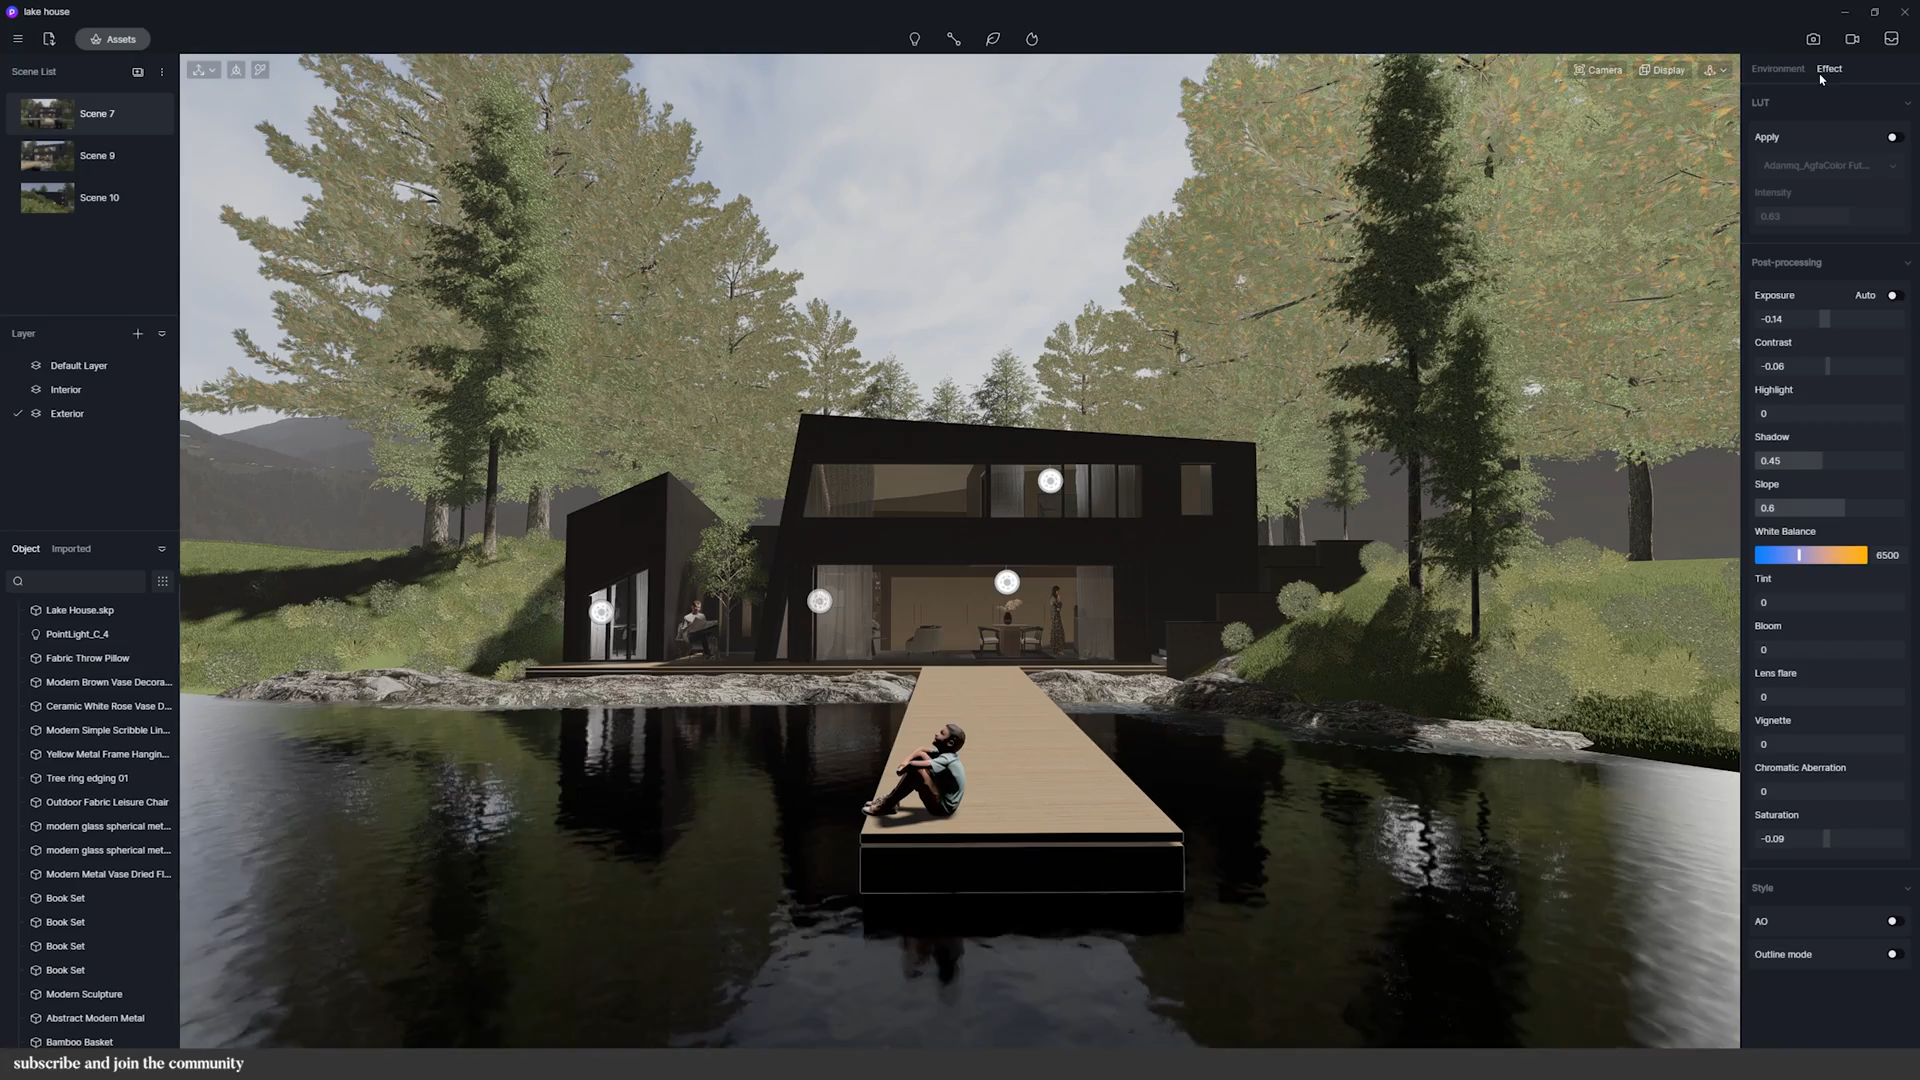 lake house
Assets
Scene List
Scene 7
Scene 9
Scene 10
Layer
Default Layer
Interior
Exterior
Object Imported
Lake House.skp
PointLight_C_4
Fabric Throw Pillow
Modern Brown Vase Decora...
Ceramic White Rose Vase D...
Modern Simple Scribble Lin...
Yellow Metal Frame Hangin...
Tree ring edging 01
Outdoor Fabric Leisure Chair
modern glass spherical met...
modern glass spherical met...
Modern Metal Vase Dried Fl...
Book Set
Book Set
Book Set
Book Set
Modern Sculpture
Abstract Modern Metal
Bamboo Basket
Camera Display
Environment Effect
LUT
Apply
Adanmq_AgfaColor Fut...
Intensity
0.63
Post-processing
Exposure Auto
-0.14
Contrast
-0.06
Highlight
0
Shadow
0.45
Slope
0.6
White Balance
6500
Tint
0
Bloom
0
Lens flare
0
Vignette
0
Chromatic Aberration
0
Saturation
-0.09
Style
AO
Outline mode
subscribe and join the community